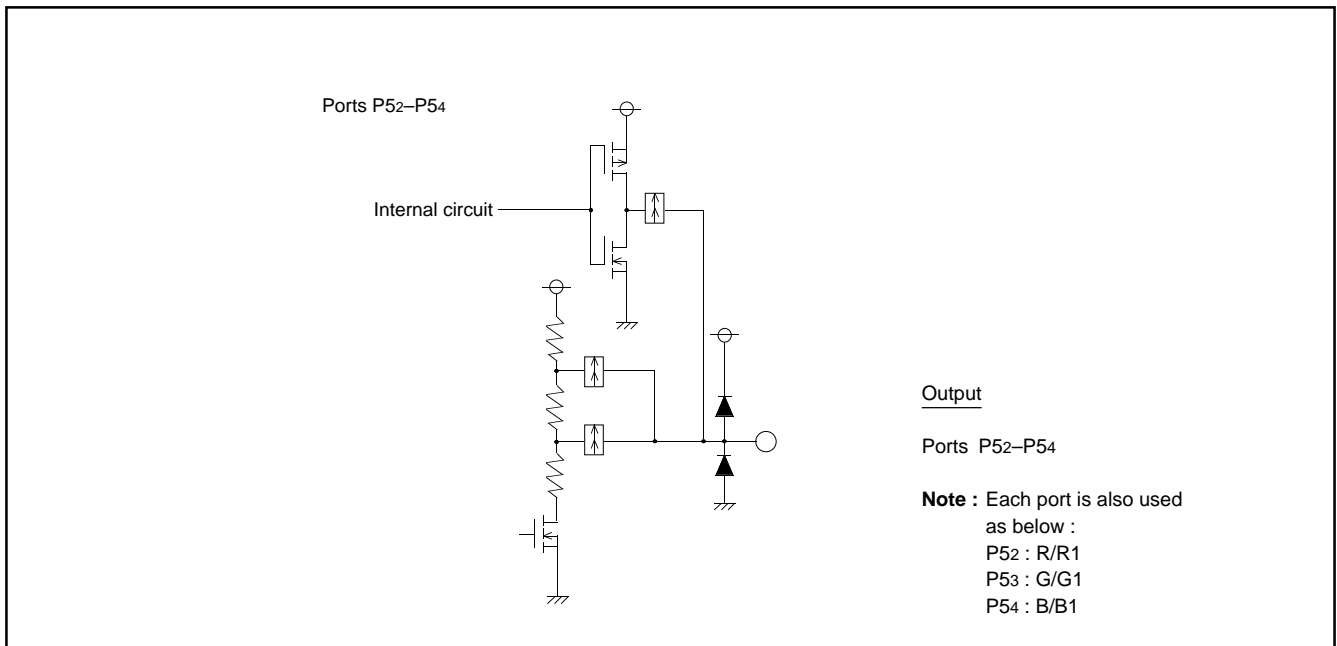 Ports P52–P54
Internal circuit
Output
Ports P52–P54
Note : Each port is also used
as below :
P52 : R/R1
P53 : G/G1
P54 : B/B1